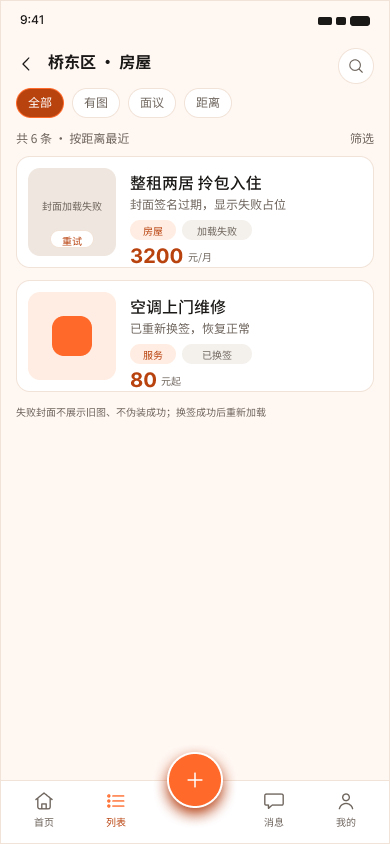 9:41
桥东区 · 房屋
全部 有图 面议 距离
共 6 条 · 按距离最近 筛选
封面加载失败
重试
整租两居 拎包入住
封面签名过期，显示失败占位
房屋 加载失败
3200 元/月
空调上门维修
已重新换签，恢复正常
服务 已换签
80 元起
失败封面不展示旧图、不伪装成功；换签成功后重新加载
首页 列表 消息 我的